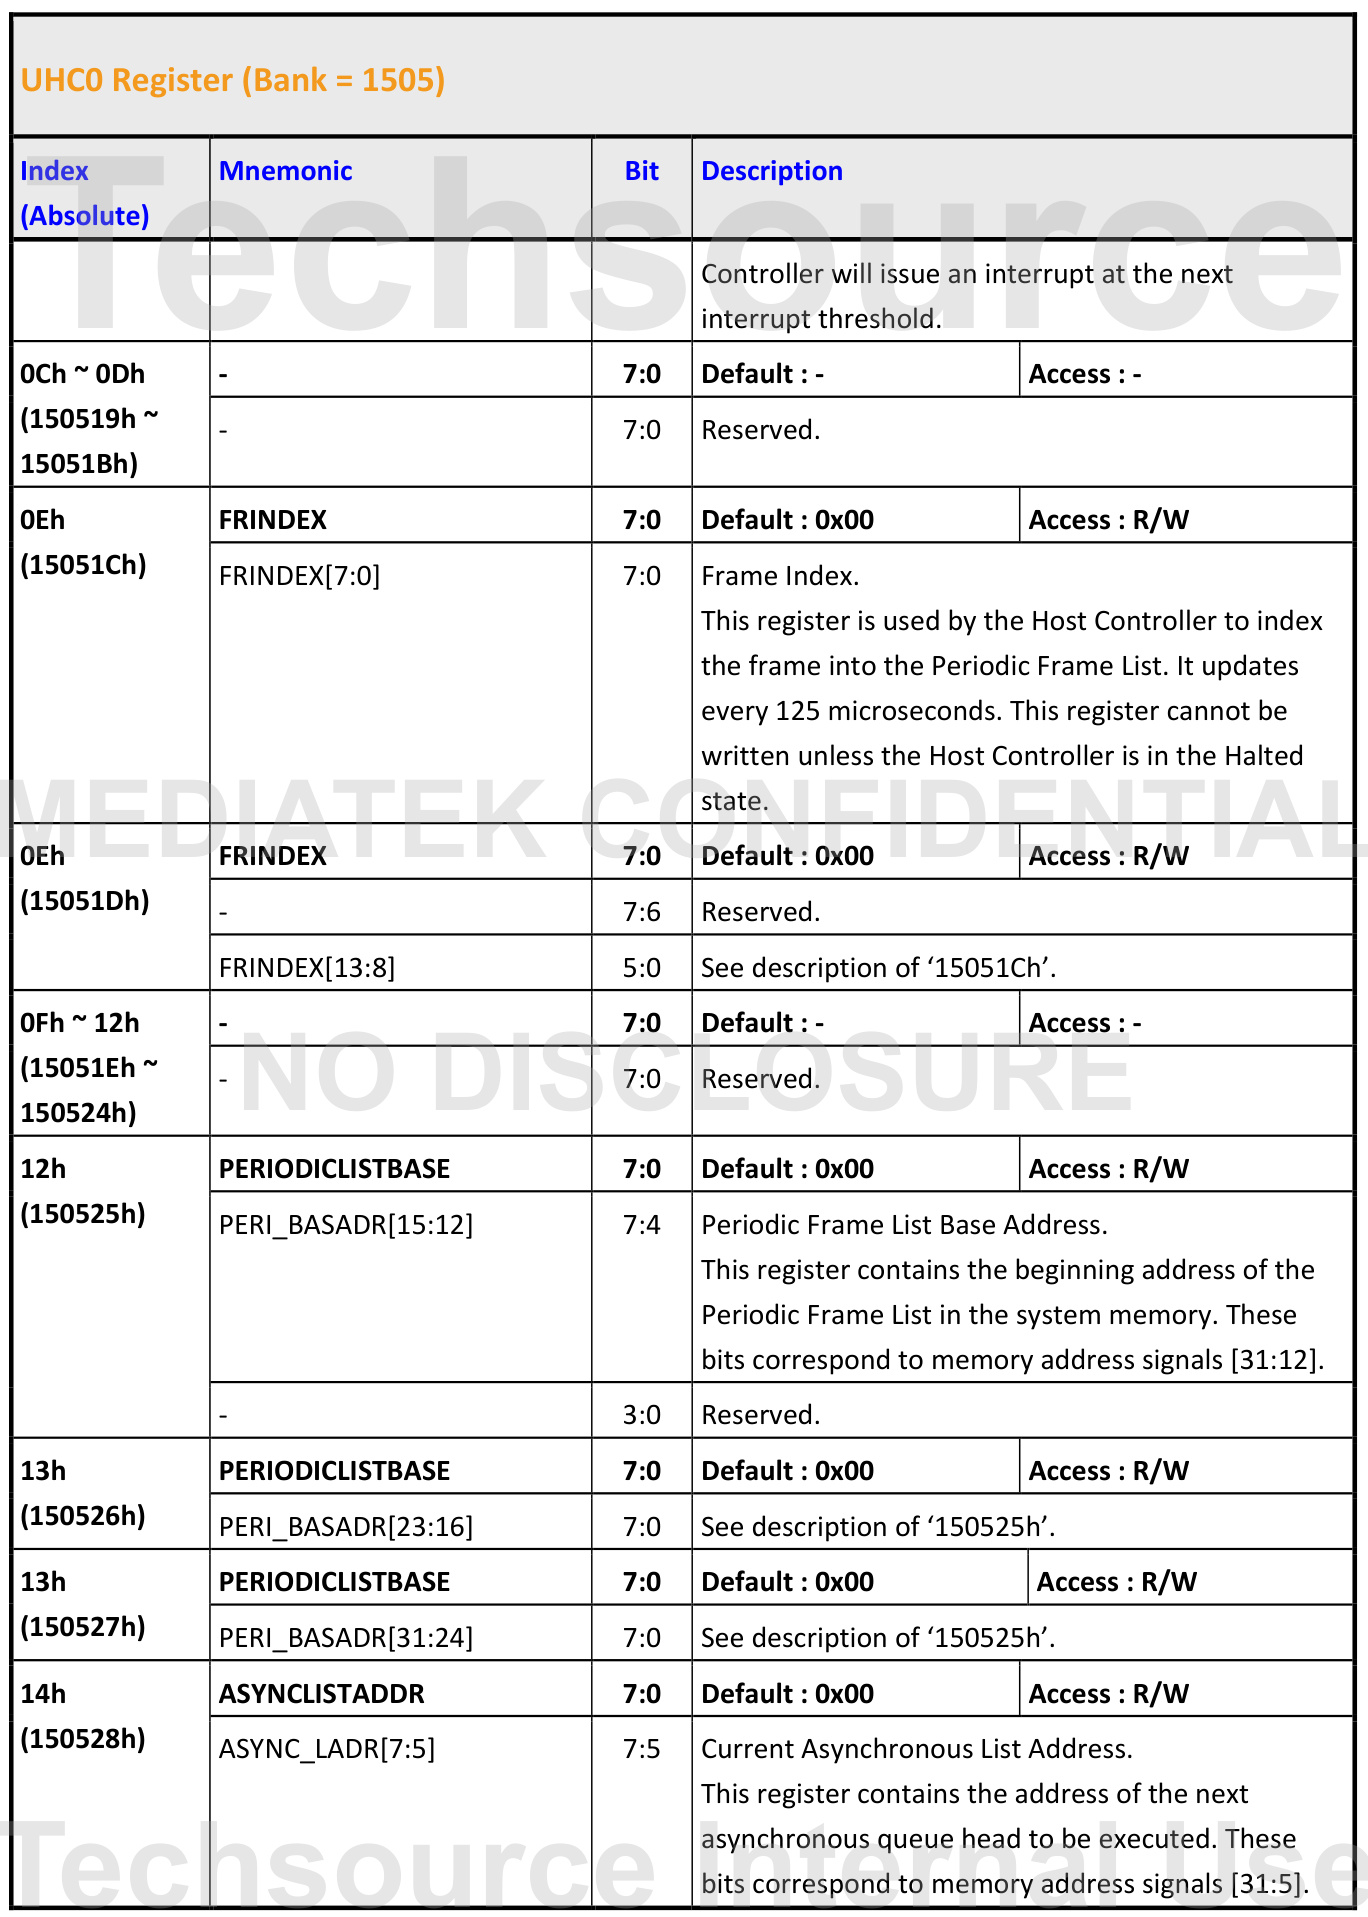 UHC0 Register (Bank = 1505)
Index (Absolute) Mnemonic Bit Description
Controller will issue an interrupt at the next
interrupt threshold.
0Ch ~ 0Dh - 7:0 Default : - Access : -
(150519h ~
15051Bh)
- 7:0 Reserved.
0Eh FRINDEX 7:0 Default : 0x00 Access : R/W
(15051Ch)
FRINDEX[7:0] 7:0 Frame Index.
This register is used by the Host Controller to index
the frame into the Periodic Frame List. It updates
every 125 microseconds. This register cannot be
written unless the Host Controller is in the Halted
state.
0Eh FRINDEX 7:0 Default : 0x00 Access : R/W
(15051Dh)
- 7:6 Reserved.
FRINDEX[13:8] 5:0 See description of ‘15051Ch’.
0Fh ~ 12h - 7:0 Default : - Access : -
(15051Eh ~
150524h)
- 7:0 Reserved.
12h PERIODICLISTBASE 7:0 Default : 0x00 Access : R/W
(150525h)
PERI_BASADR[15:12] 7:4 Periodic Frame List Base Address.
This register contains the beginning address of the
Periodic Frame List in the system memory. These
bits correspond to memory address signals [31:12].
- 3:0 Reserved.
13h PERIODICLISTBASE 7:0 Default : 0x00 Access : R/W
(150526h)
PERI_BASADR[23:16] 7:0 See description of ‘150525h’.
13h PERIODICLISTBASE 7:0 Default : 0x00 Access : R/W
(150527h)
PERI_BASADR[31:24] 7:0 See description of ‘150525h’.
14h ASYNCLISTADDR 7:0 Default : 0x00 Access : R/W
(150528h)
ASYNC_LADR[7:5] 7:5 Current Asynchronous List Address.
This register contains the address of the next
asynchronous queue head to be executed. These
bits correspond to memory address signals [31:5].
Techsource
MEDIATEK CONFIDENTIAL
NO DISCLOSURE
Techsource Internal Use